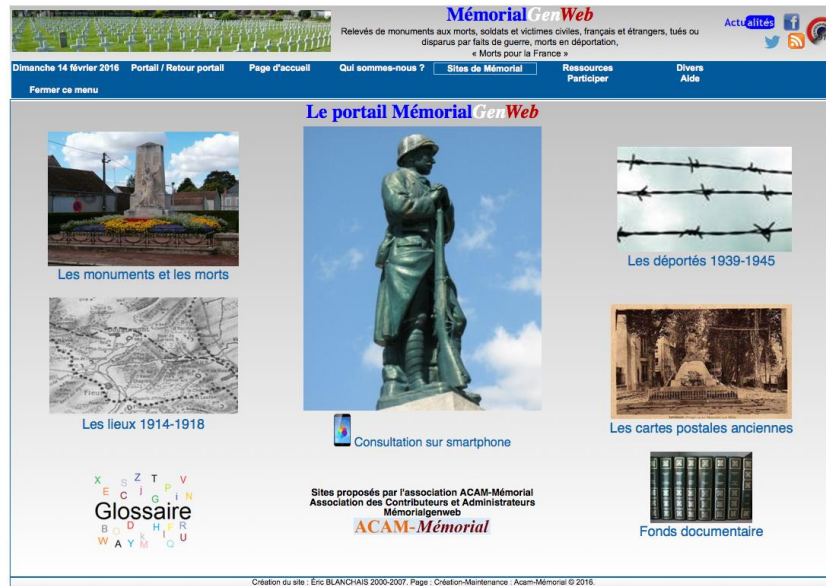 MémorialGenWeb
Relevés de monuments aux morts, soldats et victimes civiles, français et étrangers, tués ou
disparus par faits de guerre, morts en déportation,
« Morts pour la France »
Actualités
Dimanche 14 février 2016 Portail / Retour portail Page d'accueil Qui sommes-nous ? Sites de Mémorial Ressources Divers
Participer Aide
Fermer ce menu
Le portail MémorialGenWeb
Les monuments et les morts
Les déportés 1939-1945
Les lieux 1914-1918
Les cartes postales anciennes
Consultation sur smartphone
Glossaire
Sites proposés par l'association ACAM-Mémorial
Association des Contributeurs et Administrateurs
Mémorialgenweb
ACAM-Mémorial
Fonds documentaire
Création du site : Éric BLANCHAIS 2000-2007. Page : Création-Maintenance : Acam-Mémorial © 2016.